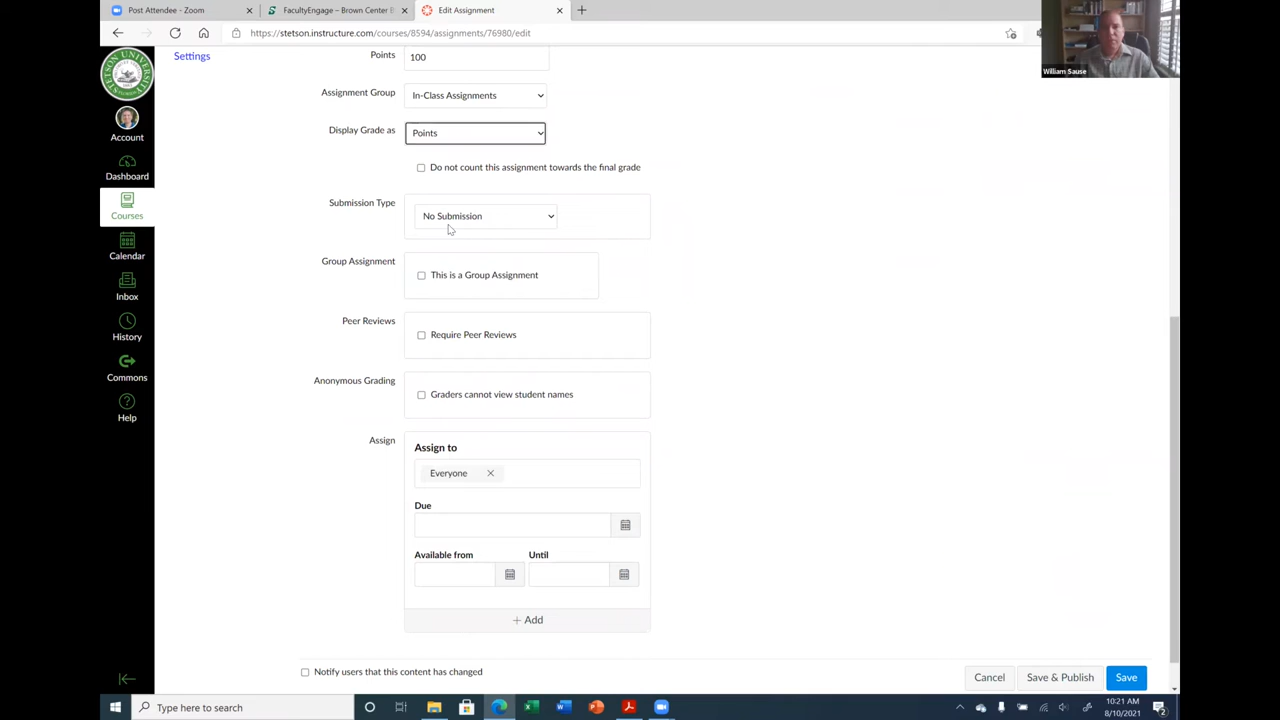 Post Attendee – Zoom
FacultyEngage – Brown Center
Edit Assignment
https://stetson.instructure.com/courses/8594/assignments/76980/edit
William Sause
STETSON UNIVERSITY
Account
Dashboard
Courses
Calendar
Inbox
History
Commons
Help
Settings
Points
100
Assignment Group
In-Class Assignments
Display Grade as
Points
Do not count this assignment towards the final grade
Submission Type
No Submission
Group Assignment
This is a Group Assignment
Peer Reviews
Require Peer Reviews
Anonymous Grading
Graders cannot view student names
Assign
Assign to
Everyone
Due
Available from
Until
+ Add
Notify users that this content has changed
Cancel
Save & Publish
Save
Type here to search
10:21 AM
8/10/2021
2